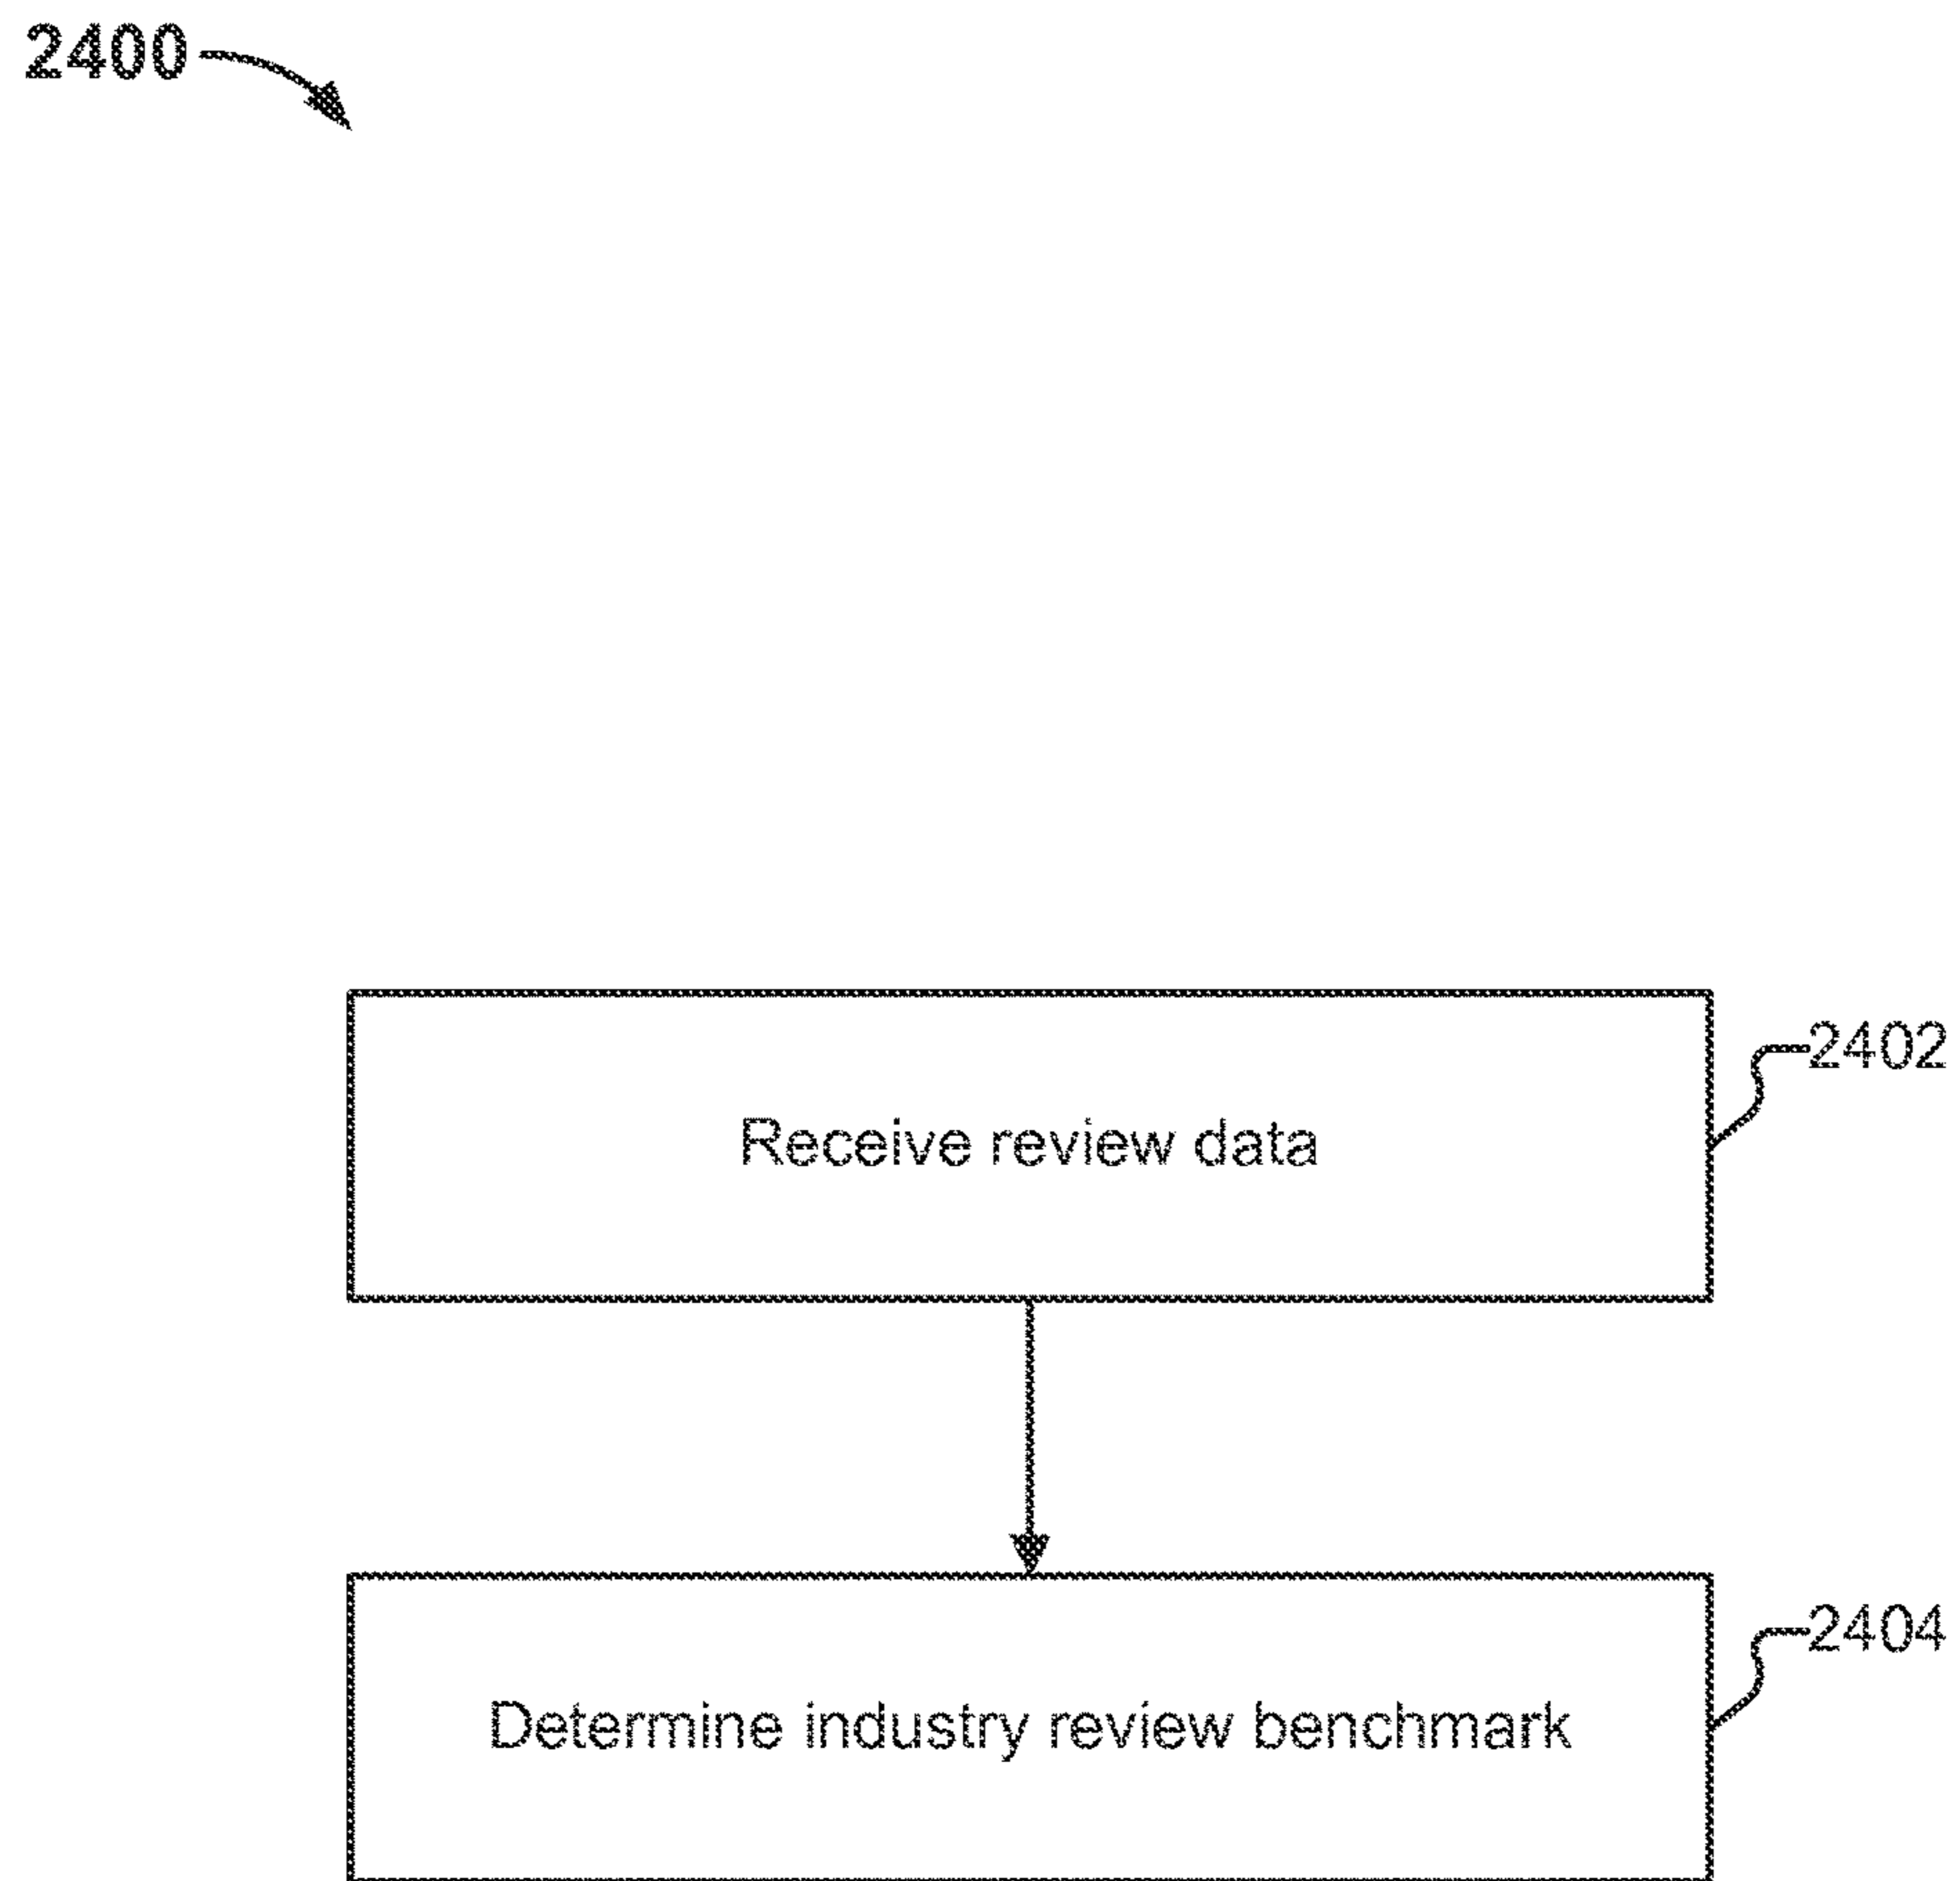 2400
2402
Receive review data
2404
Determine industry review benchmark